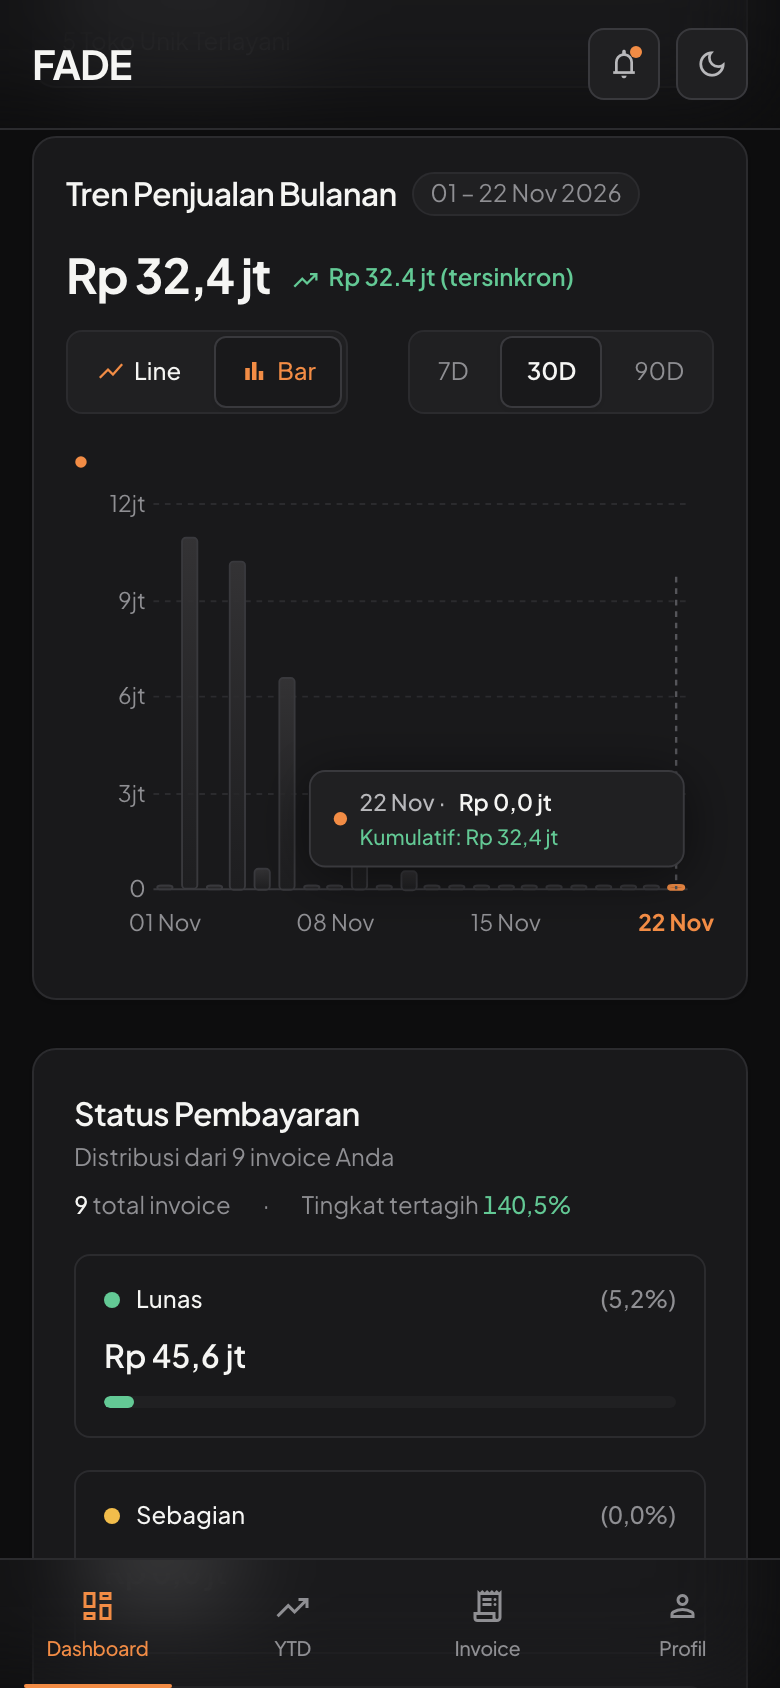 Toko Unik Terlayani
FADE
Tren Penjualan Bulanan 01 – 22 Nov 2026
Rp 32,4 jt Rp 32.4 jt (tersinkron)
Line Bar 7D 30D 90D
12jt
9jt
6jt
3jt
22 Nov · Rp 0,0 jt
Kumulatif: Rp 32,4 jt
0
01 Nov 08 Nov 15 Nov 22 Nov
Status Pembayaran
Distribusi dari 9 invoice Anda
9 total invoice · Tingkat tertagih 140,5%
Lunas (5,2%)
Rp 45,6 jt
Sebagian (0,0%)
Dashboard YTD Invoice Profil